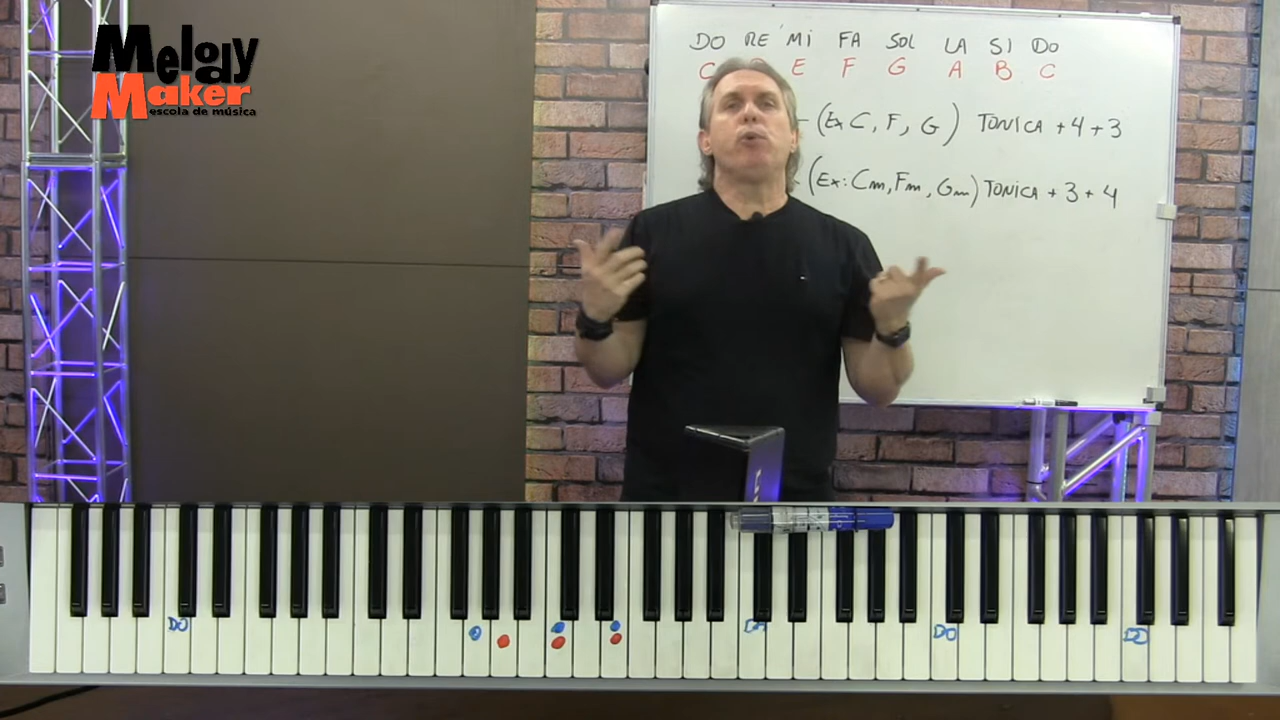 Melody
Maker
escola de música
DO RE MI FA SOL LA SI DO
C E F G A B C
(Ex C, F, G) TONICA + 4 + 3
(Ex: Cm, Fm, Gm) TONICA + 3 + 4
DO DO DO DO